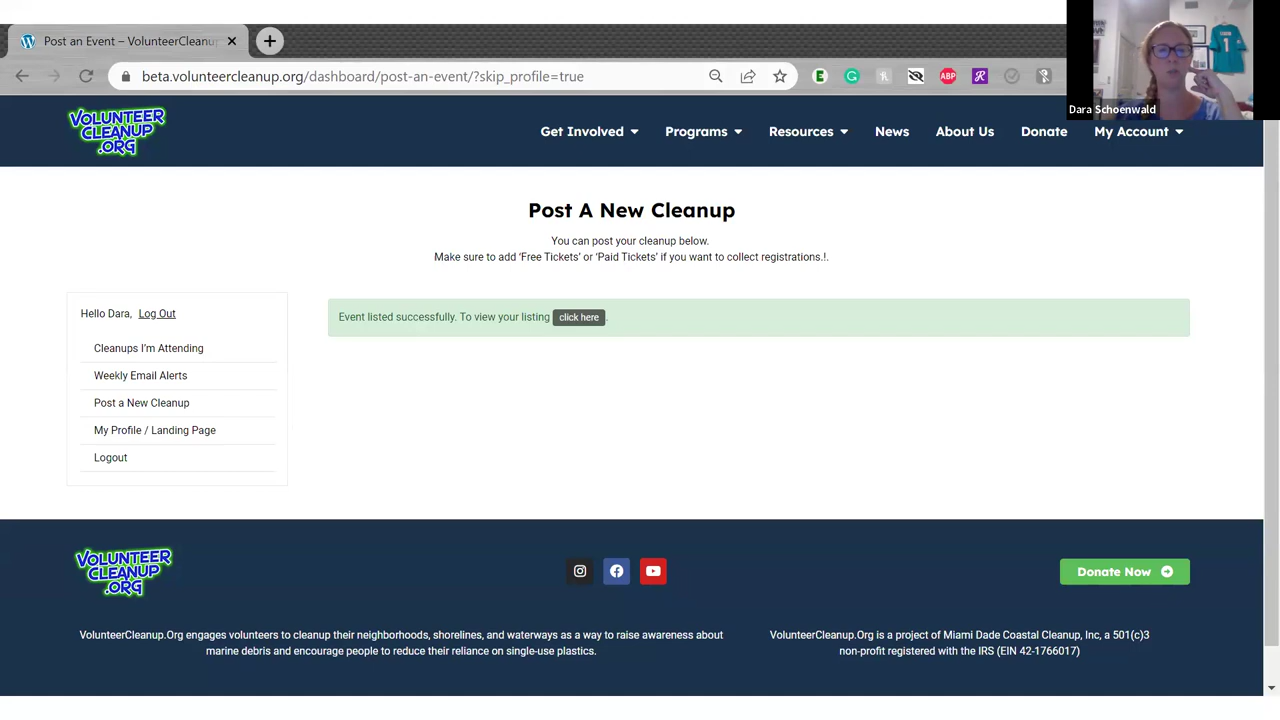 Post an Event – VolunteerCleanu
beta.volunteercleanup.org/dashboard/post-an-event/?skip_profile=true
ABP
Dara Schoenwald
VOLUNTEER
CLEANUP
.ORG
Get Involved
Programs
Resources
News
About Us
Donate
My Account
Post A New Cleanup
You can post your cleanup below.
Make sure to add ‘Free Tickets’ or ‘Paid Tickets’ if you want to collect registrations.!.
Hello Dara, Log Out
Cleanups I’m Attending
Weekly Email Alerts
Post a New Cleanup
My Profile / Landing Page
Logout
Event listed successfully. To view your listing click here.
VOLUNTEER
CLEANUP
.ORG
Donate Now
VolunteerCleanup.Org engages volunteers to cleanup their neighborhoods, shorelines, and waterways as a way to raise awareness about
marine debris and encourage people to reduce their reliance on single-use plastics.
VolunteerCleanup.Org is a project of Miami Dade Coastal Cleanup, Inc, a 501(c)3
non-profit registered with the IRS (EIN 42-1766017)